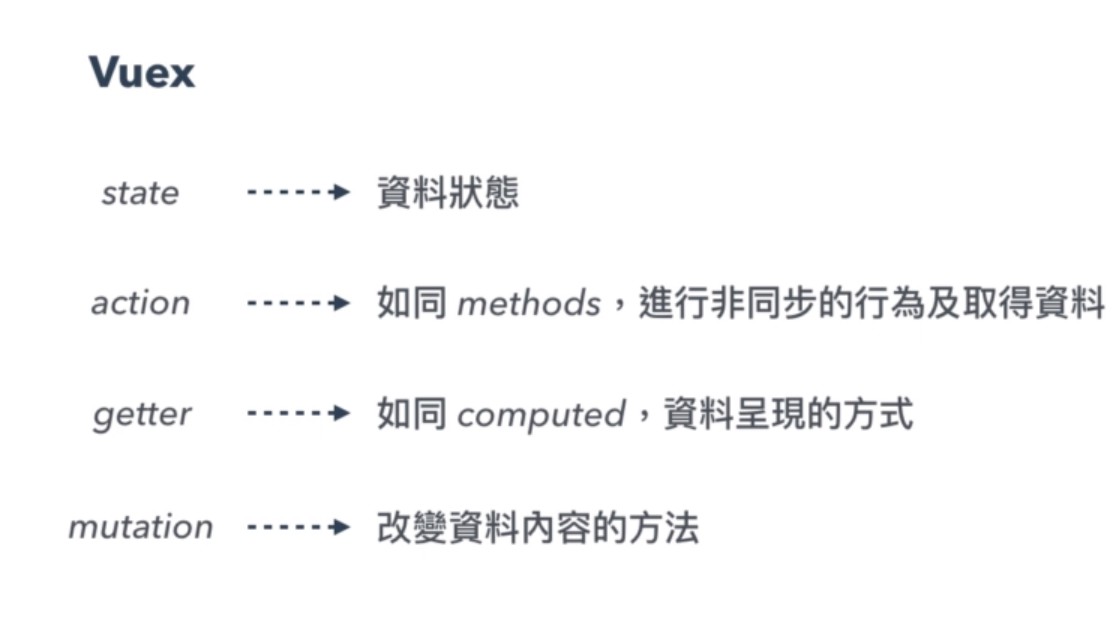 Vuex
state 資料狀態
action 如同 methods，進行非同步的行為及取得資料
getter 如同 computed，資料呈現的方式
mutation 改變資料內容的方法